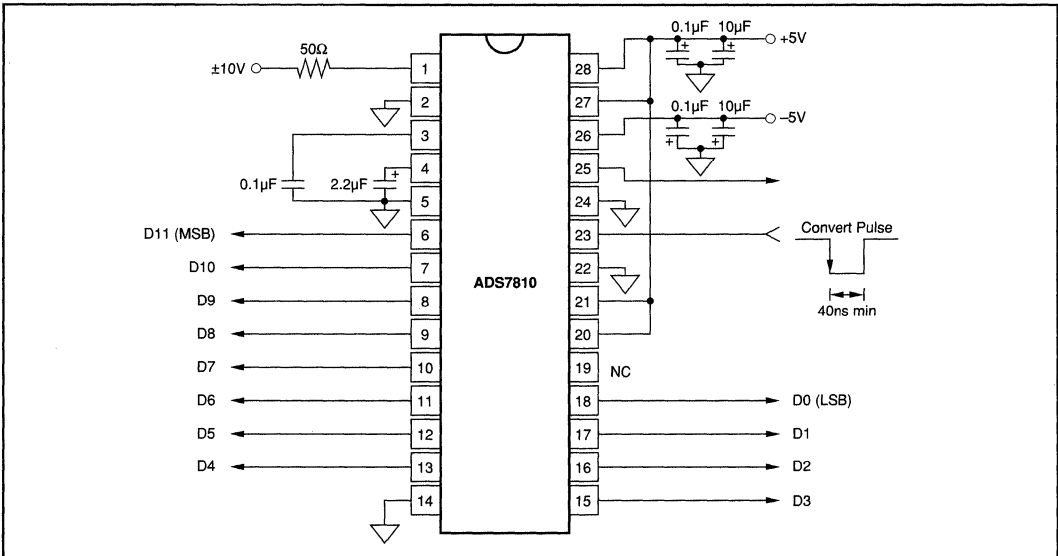 50Ω
±10V
0.1µF 10µF
+5V
0.1µF 10µF
–5V
0.1µF
2.2µF
+
+
+
+
+
1
2
3
4
5
6
7
8
9
10
11
12
13
14
28
27
26
25
24
23
22
21
20
19
18
17
16
15
D11 (MSB)
D10
D9
D8
D7
D6
D5
D4
ADS7810
Convert Pulse
40ns min
NC
D0 (LSB)
D1
D2
D3